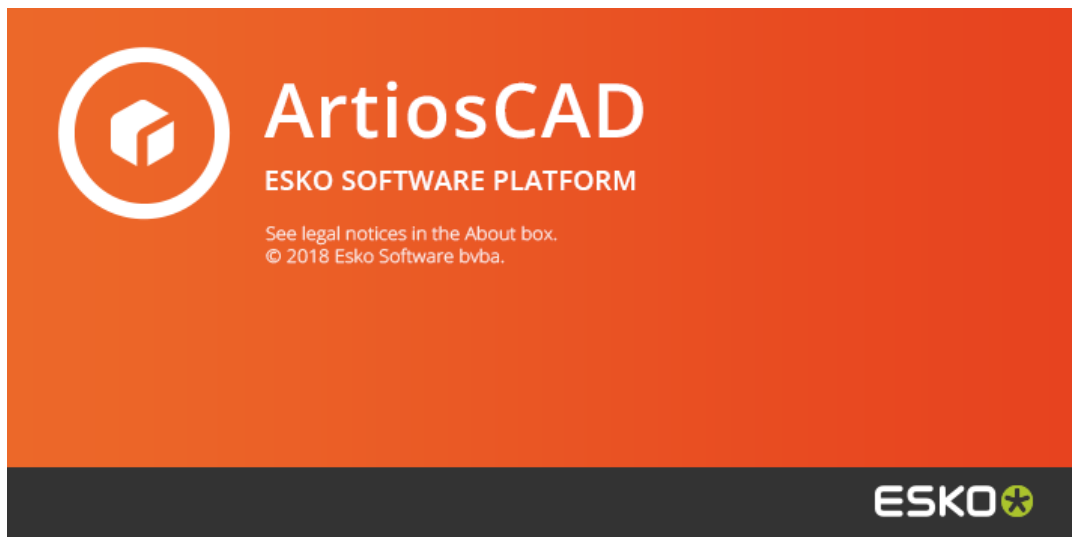 ArtiosCAD
ESKO SOFTWARE PLATFORM
See legal notices in the About box.
© 2018 Esko Software bvba.
ESKO